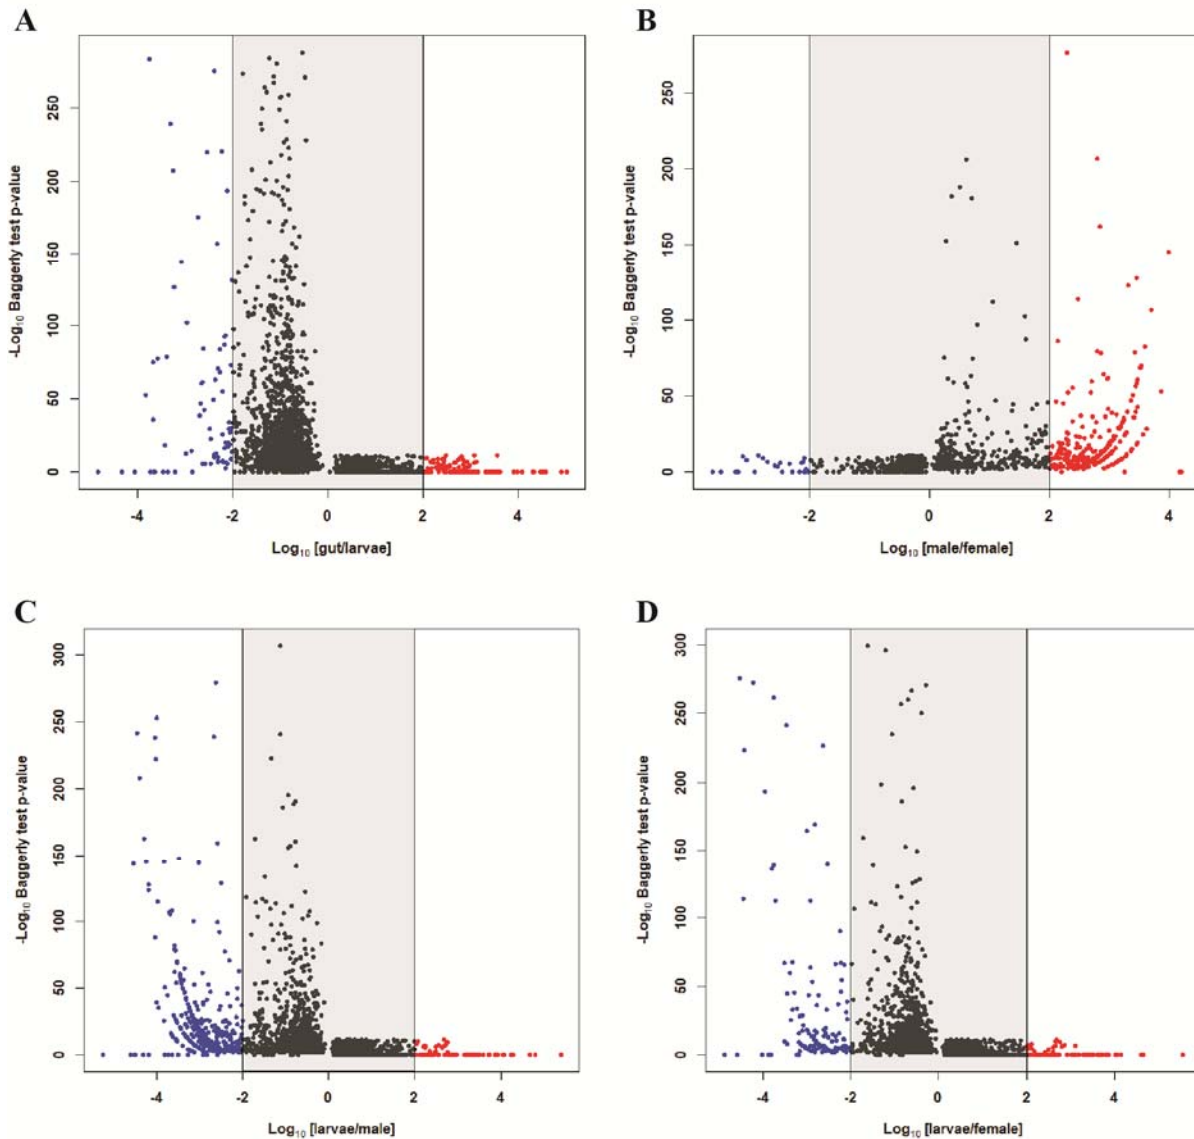 A
-Log10 Baggerly test p-value
250
200
150
100
50
0
-4 -2 0 2 4
Log10 [gut/larvae]
B
-Log10 Baggerly test p-value
250
200
150
100
50
0
-2 0 2 4
Log10 [male/female]
C
-Log10 Baggerly test p-value
300
250
200
150
100
50
0
-4 -2 0 2 4
Log10 [larvae/male]
D
-Log10 Baggerly test p-value
300
250
200
150
100
50
0
-4 -2 0 2 4
Log10 [larvae/female]